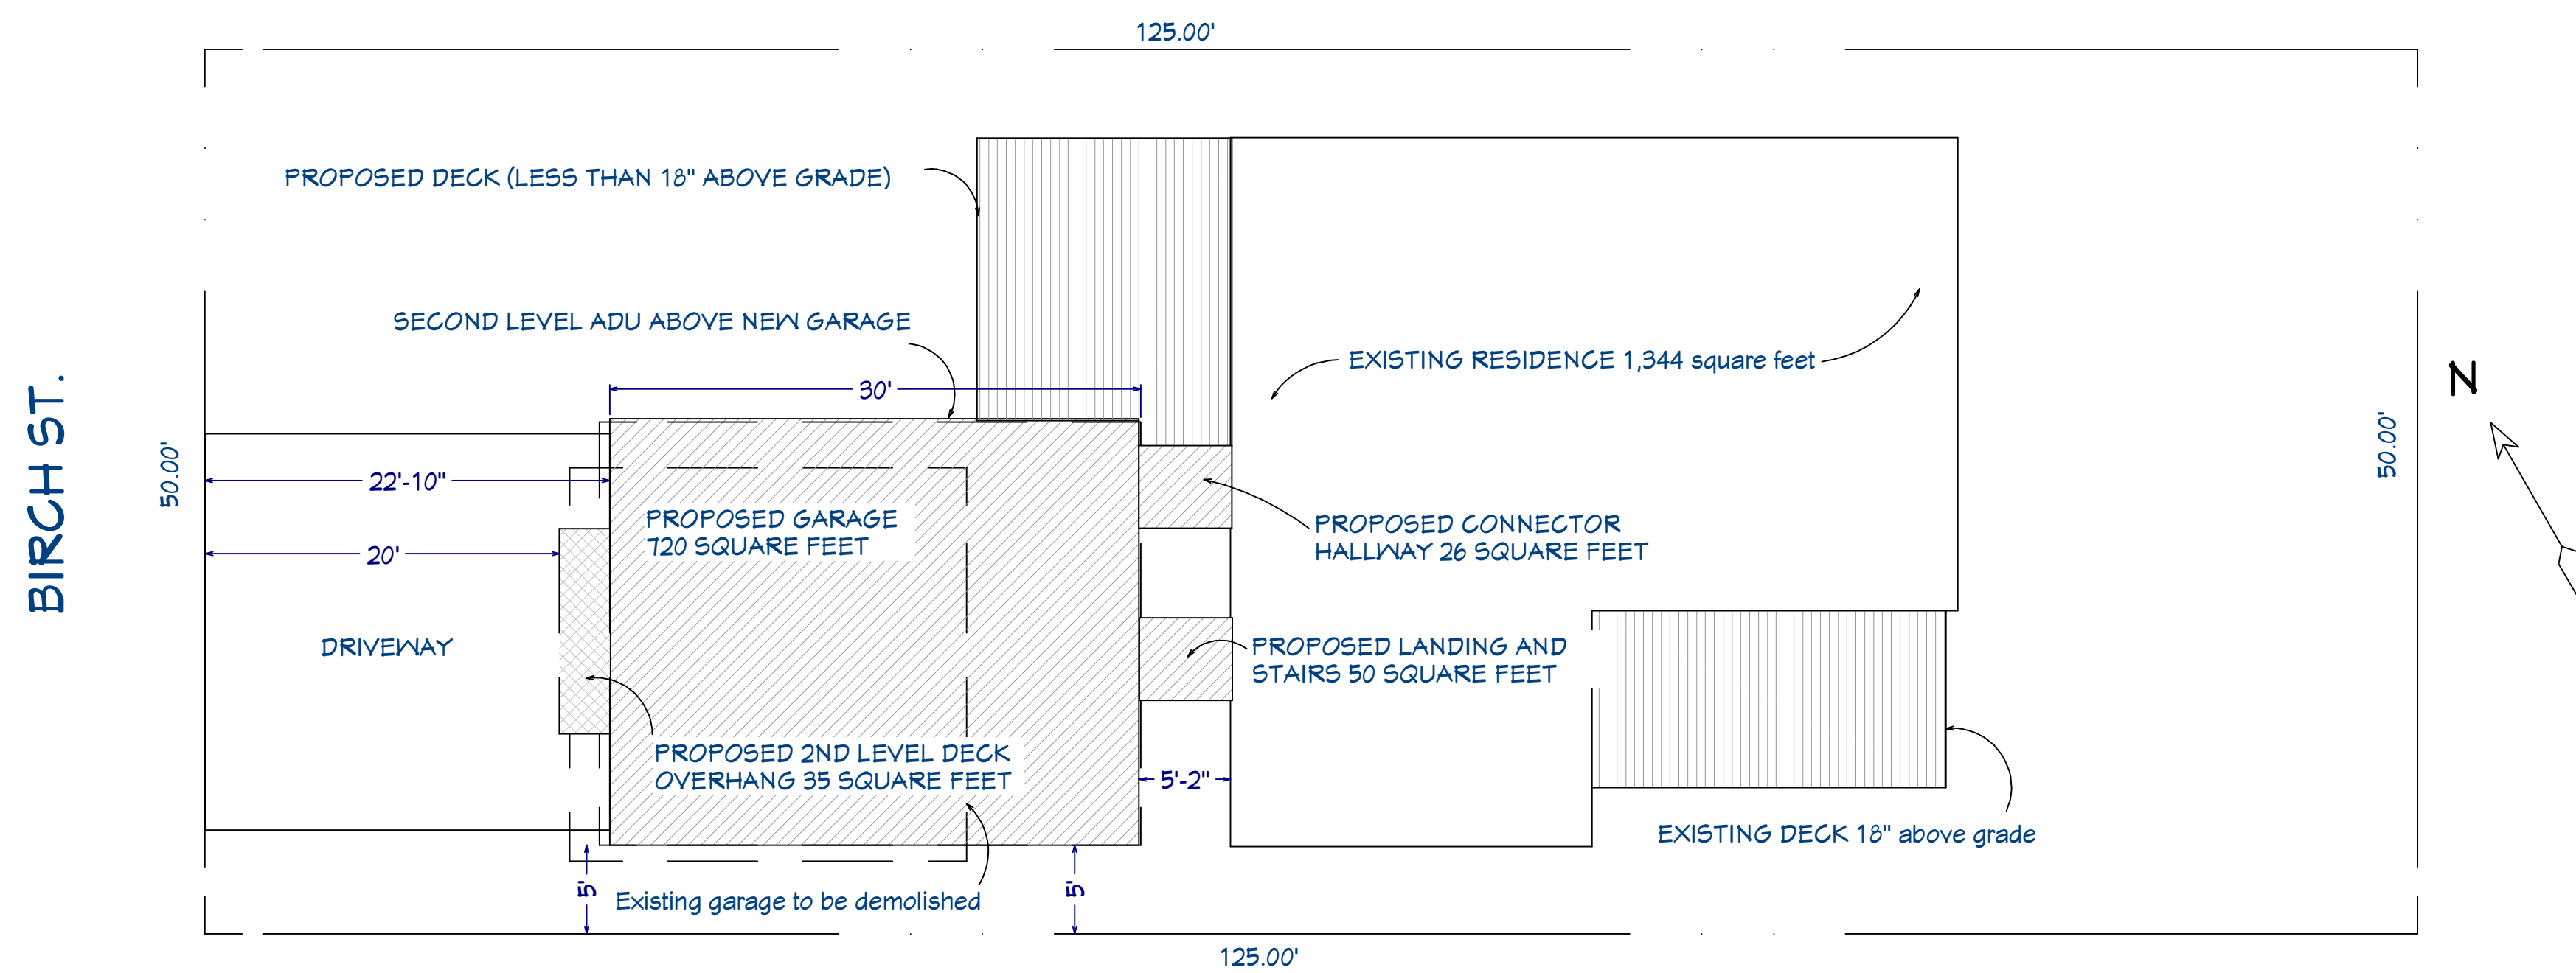 125.00'
PROPOSED DECK (LESS THAN 18" ABOVE GRADE)
SECOND LEVEL ADU ABOVE NEW GARAGE
EXISTING RESIDENCE 1,344 square feet
30'
N
BIRCH ST.
50.00'
50.00'
22'-10"
PROPOSED GARAGE
720 SQUARE FEET
PROPOSED CONNECTOR
HALLWAY 26 SQUARE FEET
20'
DRIVEWAY
PROPOSED LANDING AND
STAIRS 50 SQUARE FEET
PROPOSED 2ND LEVEL DECK
OVERHANG 35 SQUARE FEET
5'-2"
EXISTING DECK 18" above grade
5'
Existing garage to be demolished
5'
125.00'